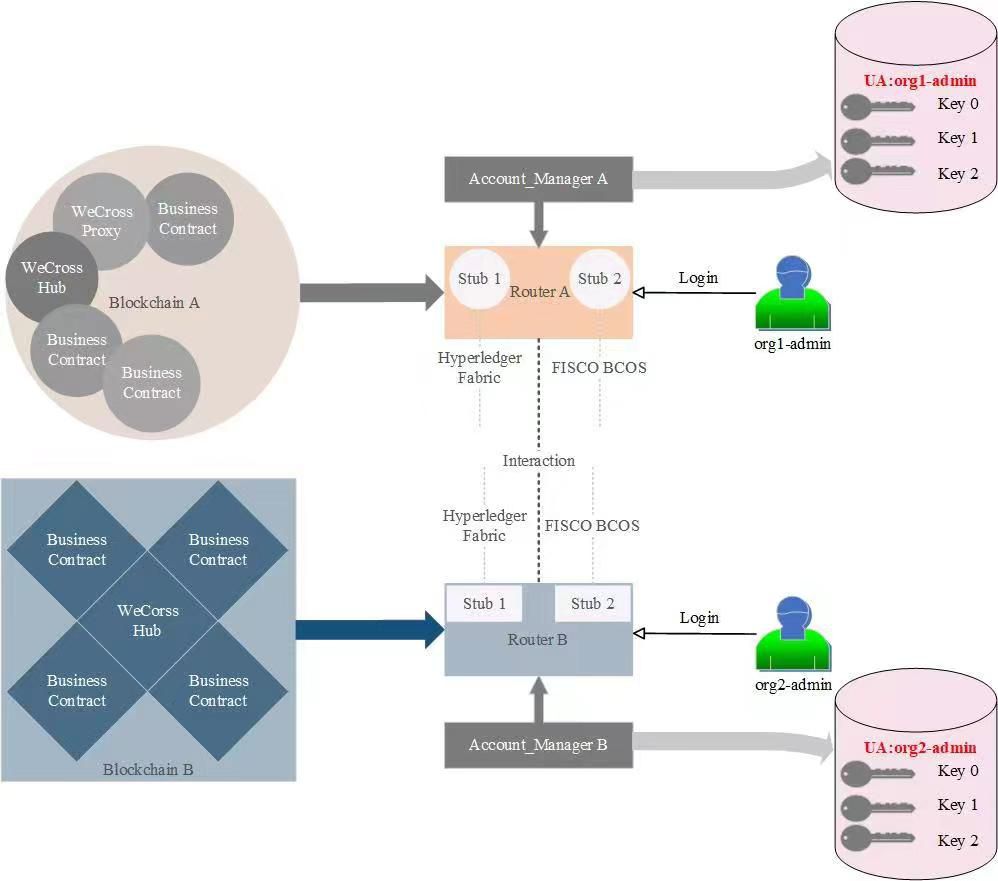 UA:org1-admin
Key 0
Key 1
Key 2
Account_Manager A
WeCross
Proxy
Business
Contract
WeCross
Hub
Blockchain A
Business
Contract
Business
Contract
Stub 1
Router A
Stub 2
Login
org1-admin
Hyperledger
Fabric
FISCO BCOS
Interaction
Hyperledger
Fabric
FISCO BCOS
Business
Contract
Business
Contract
WeCorss
Hub
Business
Contract
Business
Contract
Blockchain B
Stub 1
Stub 2
Router B
Login
org2-admin
Account_Manager B
UA:org2-admin
Key 0
Key 1
Key 2